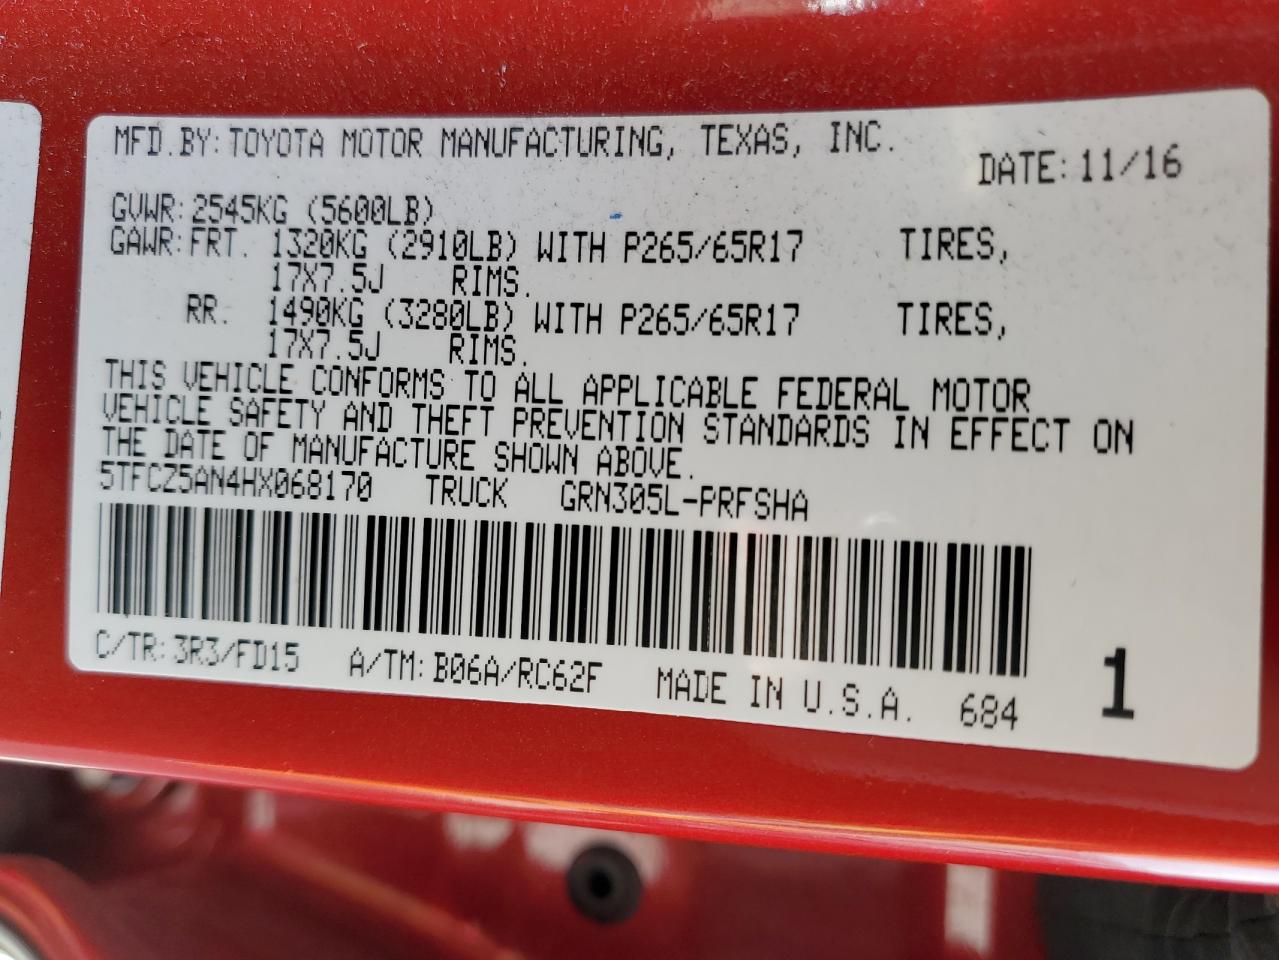 MFD.BY: TOYOTA MOTOR MANUFACTURING, TEXAS, INC.
DATE: 11/16
GVWR: 2545KG (5600LB)
GAWR: FRT. 1320KG (2910LB) WITH P265/65R17 TIRES,
17X7.5J RIMS.
RR. 1490KG (3280LB) WITH P265/65R17 TIRES,
17X7.5J RIMS.
THIS VEHICLE CONFORMS TO ALL APPLICABLE FEDERAL MOTOR
VEHICLE SAFETY AND THEFT PREVENTION STANDARDS IN EFFECT ON
THE DATE OF MANUFACTURE SHOWN ABOVE.
5TFCZ5AN4HX068170 TRUCK GRN305L-PRFSHA
C/TR: 3R3/FD15 A/TM: B06A/RC62F MADE IN U.S.A. 684 1